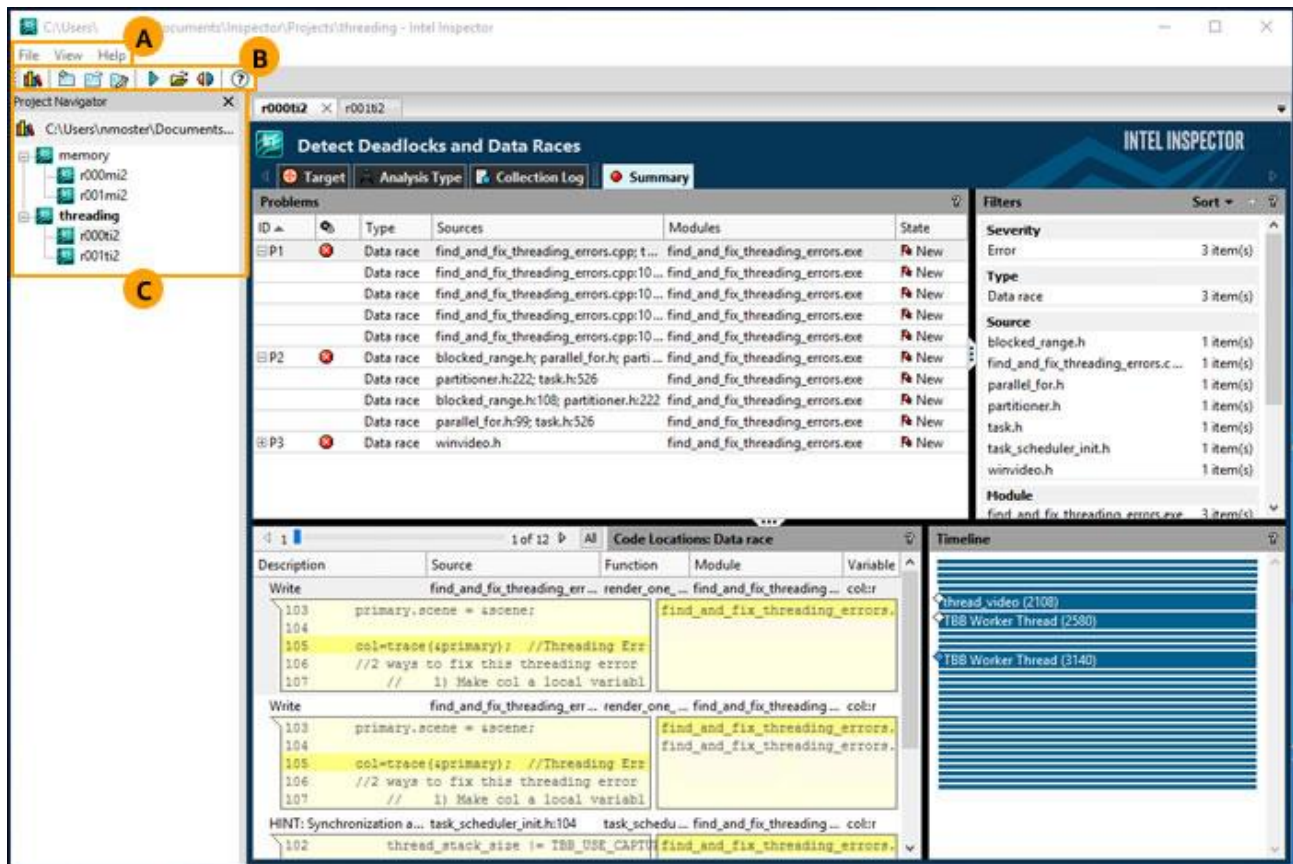 C:\Users\ ocuments\Inspector\Projects\threading - Intel Inspector
A
File View Help
B
Project Navigator
C:\Users\nmoster\Documents...
memory
r000mi2
r001mi2
threading
r000ti2
r001ti2
C
r000ti2 r001ti2
Detect Deadlocks and Data Races
INTEL INSPECTOR
Target Analysis Type Collection Log Summary
Problems
ID Type Sources Modules State
P1 Data race find_and_fix_threading_errors.cpp; t... find_and_fix_threading_errors.exe New
Data race find_and_fix_threading_errors.cpp:10... find_and_fix_threading_errors.exe New
Data race find_and_fix_threading_errors.cpp:10... find_and_fix_threading_errors.exe New
Data race find_and_fix_threading_errors.cpp:10... find_and_fix_threading_errors.exe New
Data race find_and_fix_threading_errors.cpp:10... find_and_fix_threading_errors.exe New
P2 Data race blocked_range.h; parallel_for.h; parti... find_and_fix_threading_errors.exe New
Data race partitioner.h:222; task.h:526 find_and_fix_threading_errors.exe New
Data race blocked_range.h:108; partitioner.h:222 find_and_fix_threading_errors.exe New
Data race parallel_for.h:99; task.h:526 find_and_fix_threading_errors.exe New
P3 Data race winvideo.h find_and_fix_threading_errors.exe New
Filters Sort
Severity
Error 3 item(s)
Type
Data race 3 item(s)
Source
blocked_range.h 1 item(s)
find_and_fix_threading_errors.c... 1 item(s)
parallel_for.h 1 item(s)
partitioner.h 1 item(s)
task.h 1 item(s)
task_scheduler_init.h 1 item(s)
winvideo.h 1 item(s)
Module
find_and_fix_threading_errors.exe 3 item(s)
1 1 of 12 All Code Locations: Data race
Description Source Function Module Variable
Write find_and_fix_threading_err... render_one_... find_and_fix_threading... col::r
103 primary.scene = &scene; find_and_fix_threading_errors.
104
105 col=trace(&primary); //Threading Err
106 //2 ways to fix this threading error
107 // 1) Make col a local variabl
Write find_and_fix_threading_err... render_one_... find_and_fix_threading... col::r
103 primary.scene = &scene; find_and_fix_threading_errors.
104 find_and_fix_threading_errors.
105 col=trace(&primary); //Threading Err
106 //2 ways to fix this threading error
107 // 1) Make col a local variabl
HINT: Synchronization a... task_scheduler_init.h:104 task_schedu... find_and_fix_threading... col::r
102 thread_stack_size |= TBB_USE_CAPTU find_and_fix_threading_errors.
Timeline
thread_video (2108)
TBB Worker Thread (2580)
TBB Worker Thread (3140)